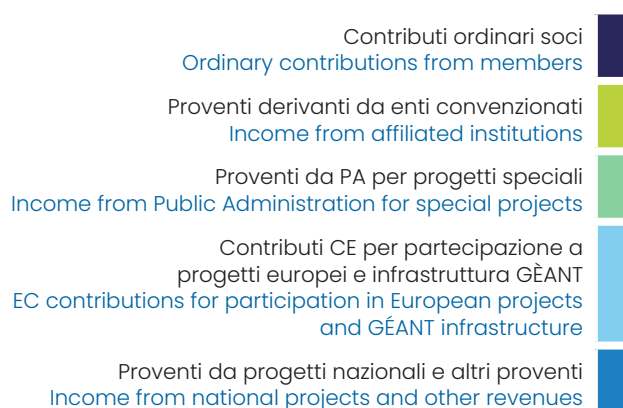 Contributi ordinari soci
Ordinary contributions from members
Proventi derivanti da enti convenzionati
Income from affiliated institutions
Proventi da PA per progetti speciali
Income from Public Administration for special projects
Contributi CE per partecipazione a
progetti europei e infrastruttura GÈANT
EC contributions for participation in European projects
and GÉANT infrastructure
Proventi da progetti nazionali e altri proventi
Income from national projects and other revenues